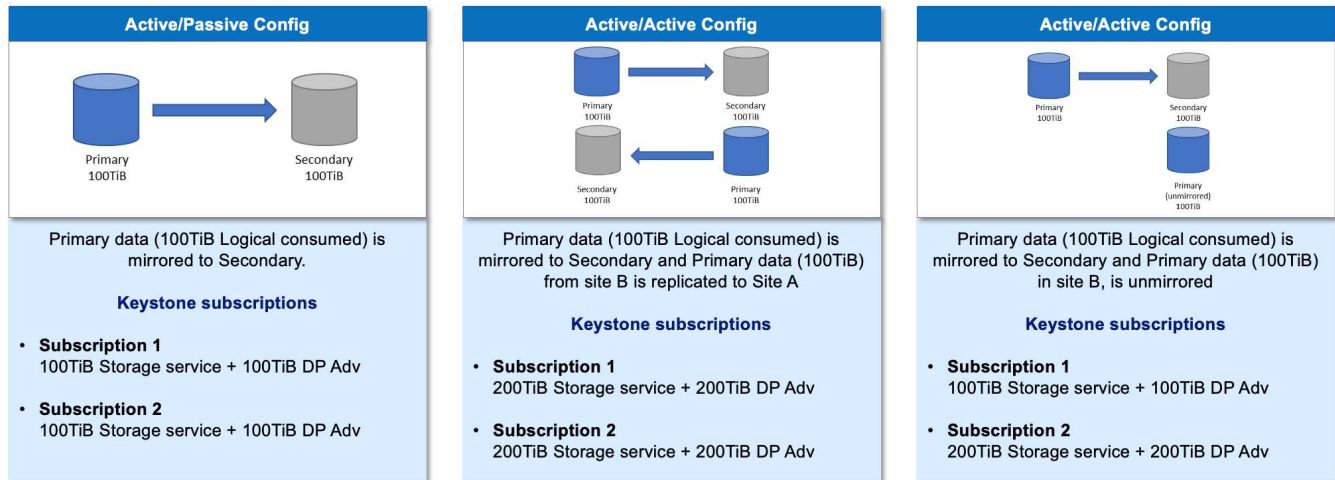 Active/Passive Config
Primary
100TiB
Secondary
100TiB
Primary data (100TiB Logical consumed) is
mirrored to Secondary.
Keystone subscriptions
• Subscription 1
100TiB Storage service + 100TiB DP Adv
• Subscription 2
100TiB Storage service + 100TiB DP Adv
Active/Active Config
Primary
100TiB
Secondary
100TiB
Secondary
100TiB
Primary
100TiB
Primary data (100TiB Logical consumed) is
mirrored to Secondary and Primary data (100TiB)
from site B is replicated to Site A
Keystone subscriptions
• Subscription 1
200TiB Storage service + 200TiB DP Adv
• Subscription 2
200TiB Storage service + 200TiB DP Adv
Active/Active Config
Primary
100TiB
Secondary
100TiB
Primary
(unmirrored)
100TiB
Primary data (100TiB Logical consumed) is
mirrored to Secondary and Primary data (100TiB)
in site B, is unmirrored
Keystone subscriptions
• Subscription 1
100TiB Storage service + 100TiB DP Adv
• Subscription 2
200TiB Storage service + 200TiB DP Adv